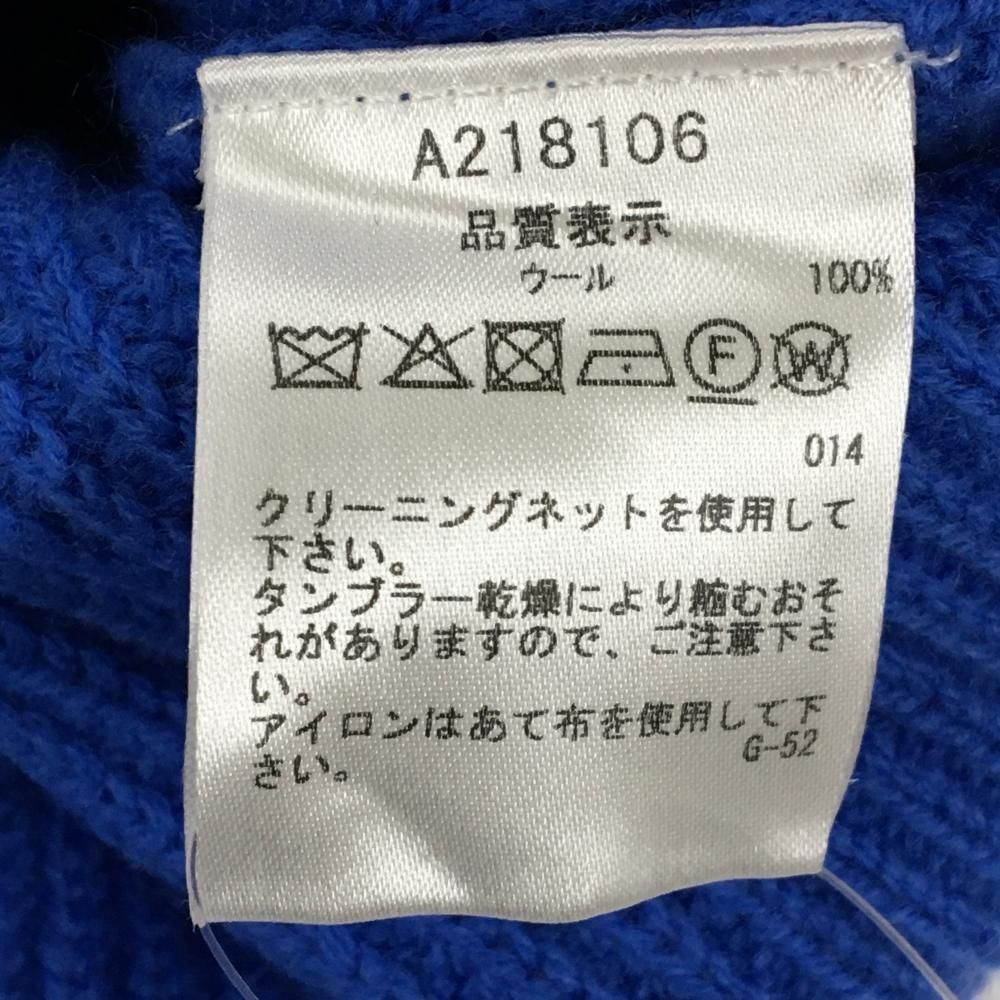 A218106
品質表示
ウール 100%
F W
014
クリーニングネットを使用して
下さい。
タンブラー乾燥により縮むおそ
れがありますので、ご注意下さ
い。
アイロンはあて布を使用して下
さい。
G-52